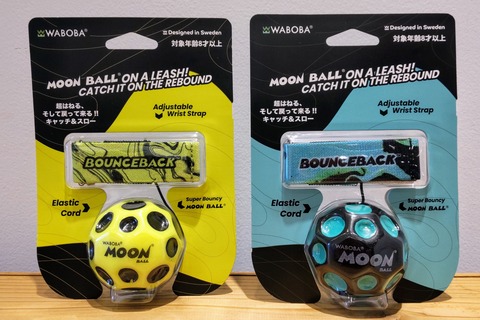 WABOBA®
Designed in Sweden
対象年齢8才以上
MOON BALL® ON A LEASH!
CATCH IT ON THE REBOUND
超はねる、
そして戻って来る!!
キャッチ&スロー
Adjustable
Wrist Strap
BOUNCEBACK
Elastic
Cord
Super Bouncy
MOON BALL®
WABOBA®
MOON
BALL
WABOBA®
Designed in Sweden
対象年齢8才以上
MOON BALL® ON A LEASH!
CATCH IT ON THE REBOUND
超はねる、
そして戻って来る!!
キャッチ&スロー
Adjustable
Wrist Strap
BOUNCEBACK
Elastic
Cord
Super Bouncy
MOON BALL®
WABOBA®
MOON
BALL